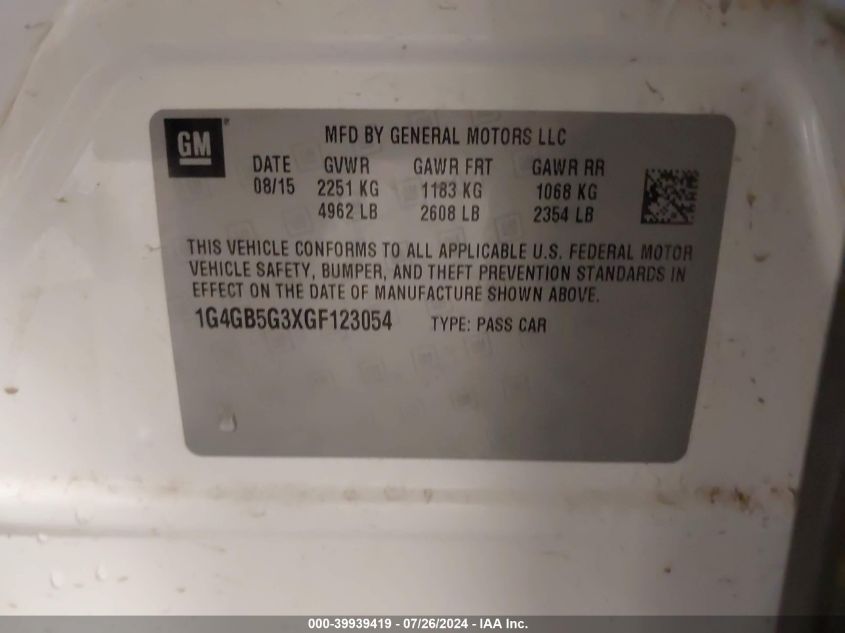 GM®
MFD BY GENERAL MOTORS LLC
DATE GVWR GAWR FRT GAWR RR
08/15 2251 KG 1183 KG 1068 KG
4962 LB 2608 LB 2354 LB
THIS VEHICLE CONFORMS TO ALL APPLICABLE U.S. FEDERAL MOTOR
VEHICLE SAFETY, BUMPER, AND THEFT PREVENTION STANDARDS IN
EFFECT ON THE DATE OF MANUFACTURE SHOWN ABOVE.
1G4GB5G3XGF123054 TYPE: PASS CAR
000-39939419 - 07/26/2024 - IAA Inc.